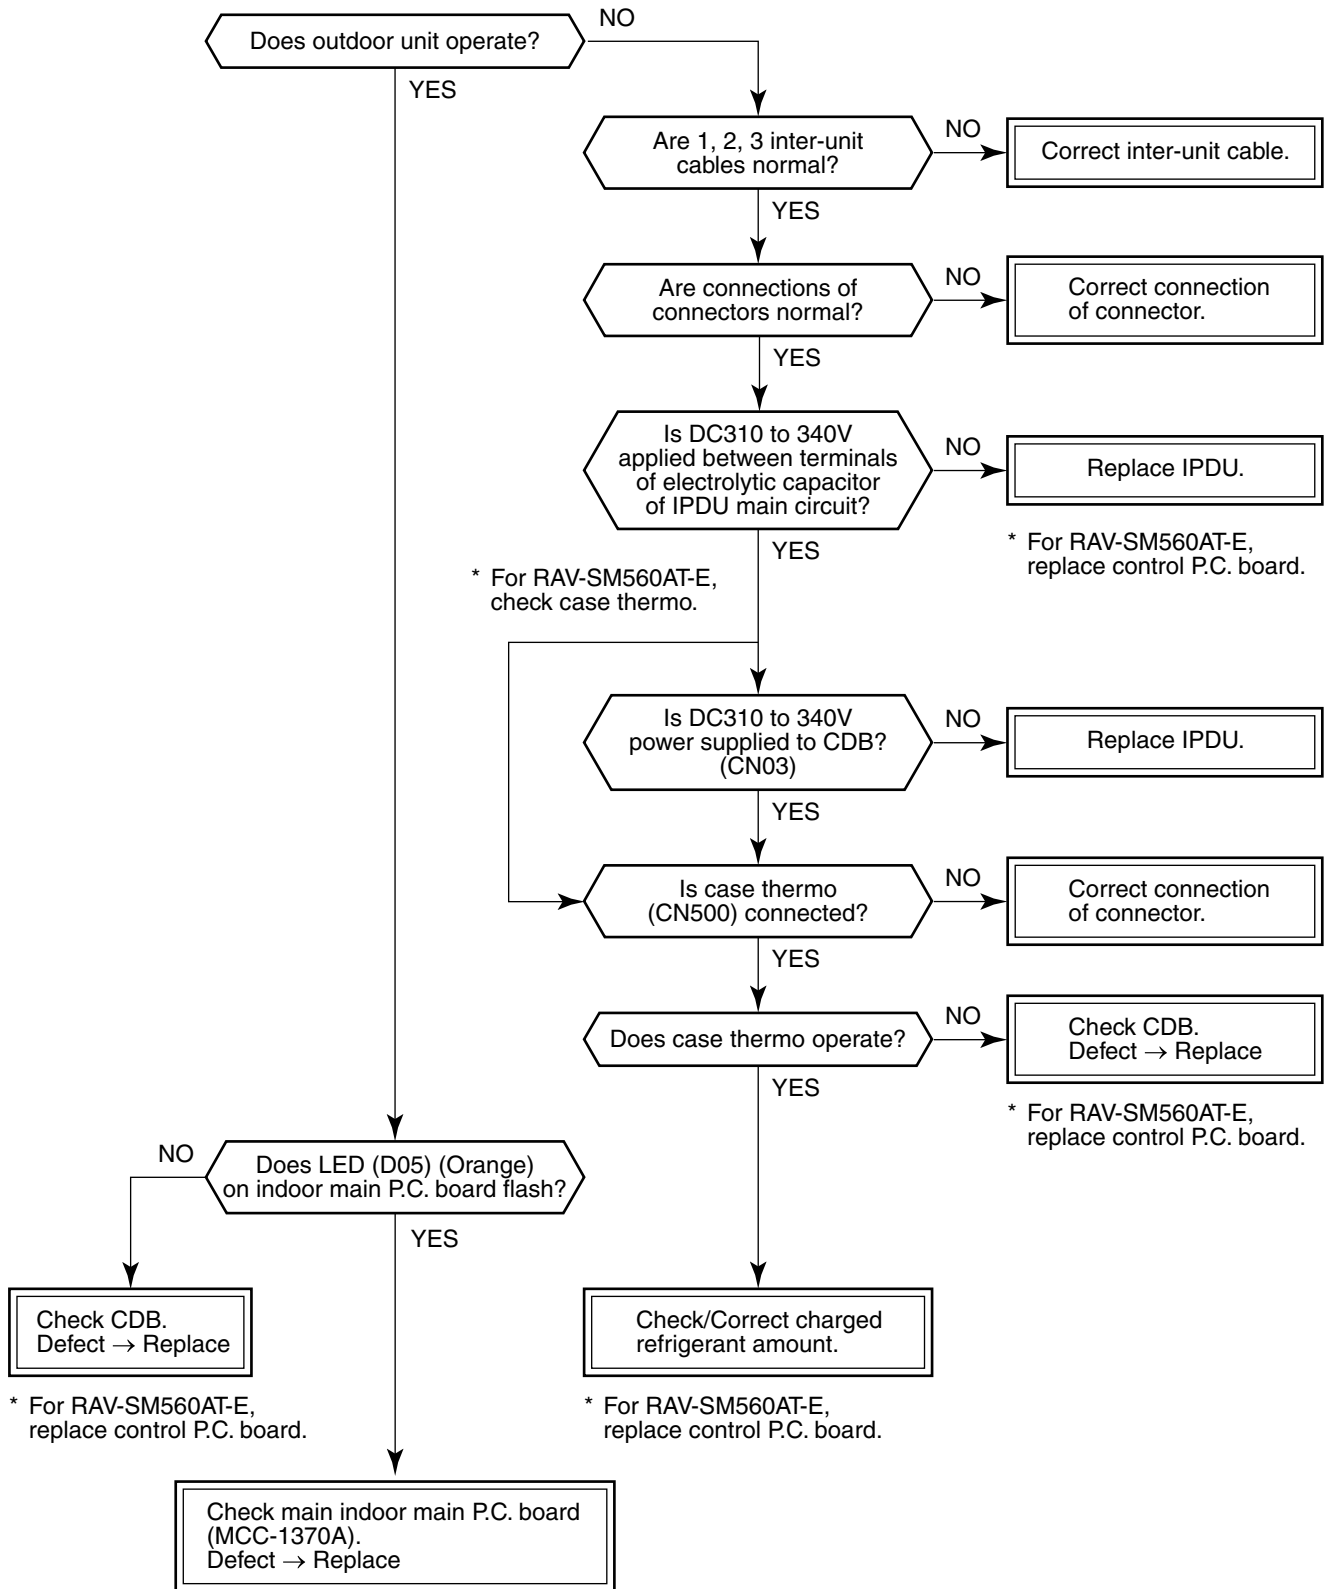 Does outdoor unit operate?
NO
YES
Are 1, 2, 3 inter-unit
cables normal?
NO
Correct inter-unit cable.
YES
Are connections of
connectors normal?
NO
Correct connection
of connector.
YES
Is DC310 to 340V
applied between terminals
of electrolytic capacitor
of IPDU main circuit?
NO
Replace IPDU.
* For RAV-SM560AT-E,
replace control P.C. board.
YES
* For RAV-SM560AT-E,
check case thermo.
Is DC310 to 340V
power supplied to CDB?
(CN03)
NO
Replace IPDU.
YES
Is case thermo
(CN500) connected?
NO
Correct connection
of connector.
YES
Does case thermo operate?
NO
Check CDB.
Defect → Replace
* For RAV-SM560AT-E,
replace control P.C. board.
YES
Does LED (D05) (Orange)
on indoor main P.C. board flash?
NO
YES
Check CDB.
Defect → Replace
* For RAV-SM560AT-E,
replace control P.C. board.
Check/Correct charged
refrigerant amount.
* For RAV-SM560AT-E,
replace control P.C. board.
Check main indoor main P.C. board
(MCC-1370A).
Defect → Replace